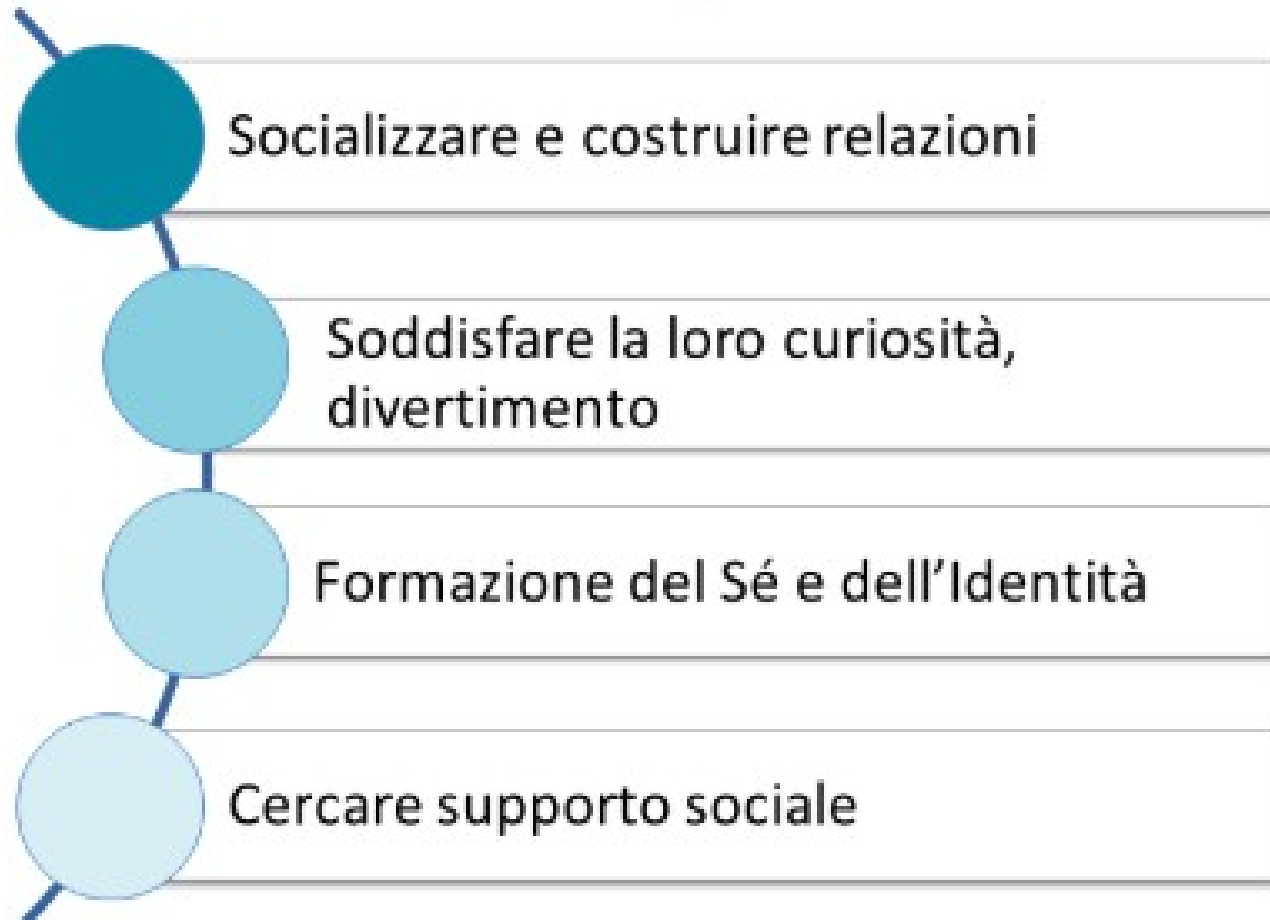 Socializzare e costruire relazioni
Soddisfare la loro curiosità,
divertimento
Formazione del Sé e dell’Identità
Cercare supporto sociale